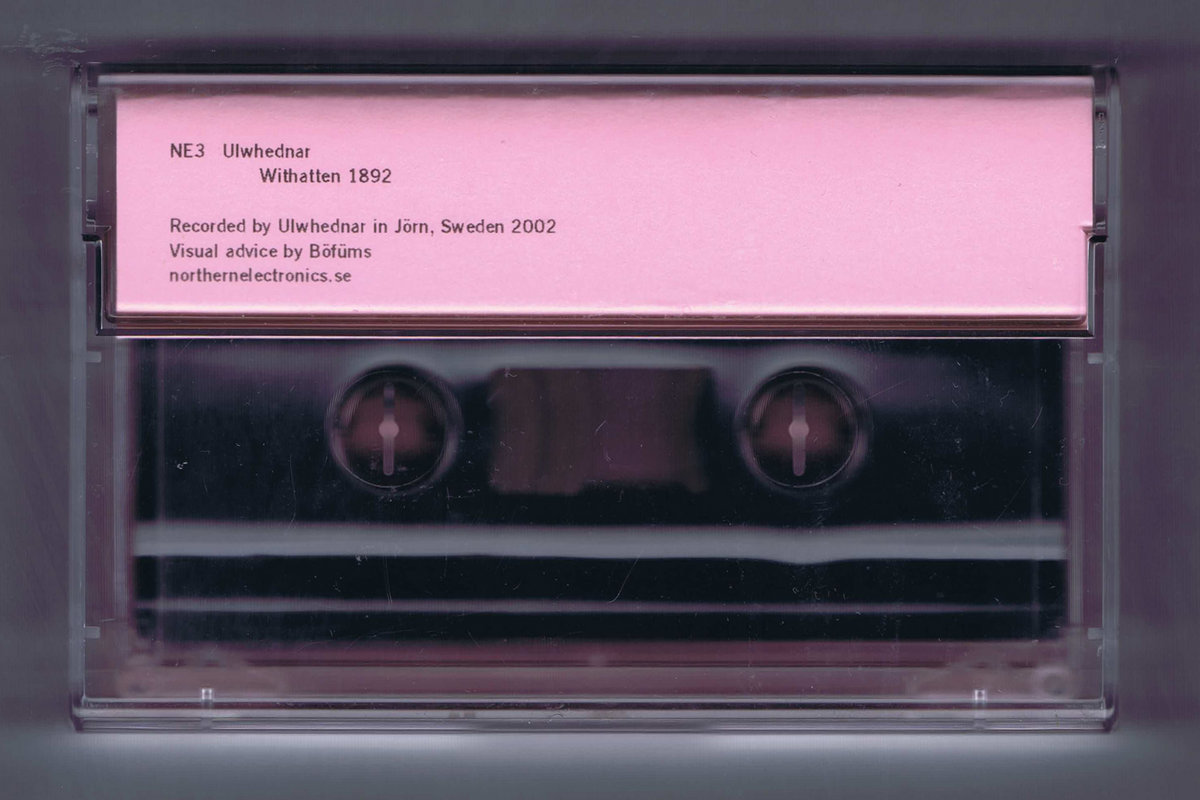 NE3 Ulwhednar
Withatten 1892
Recorded by Ulwhednar in Jörn, Sweden 2002
Visual advice by Böfüms
northernelectronics.se